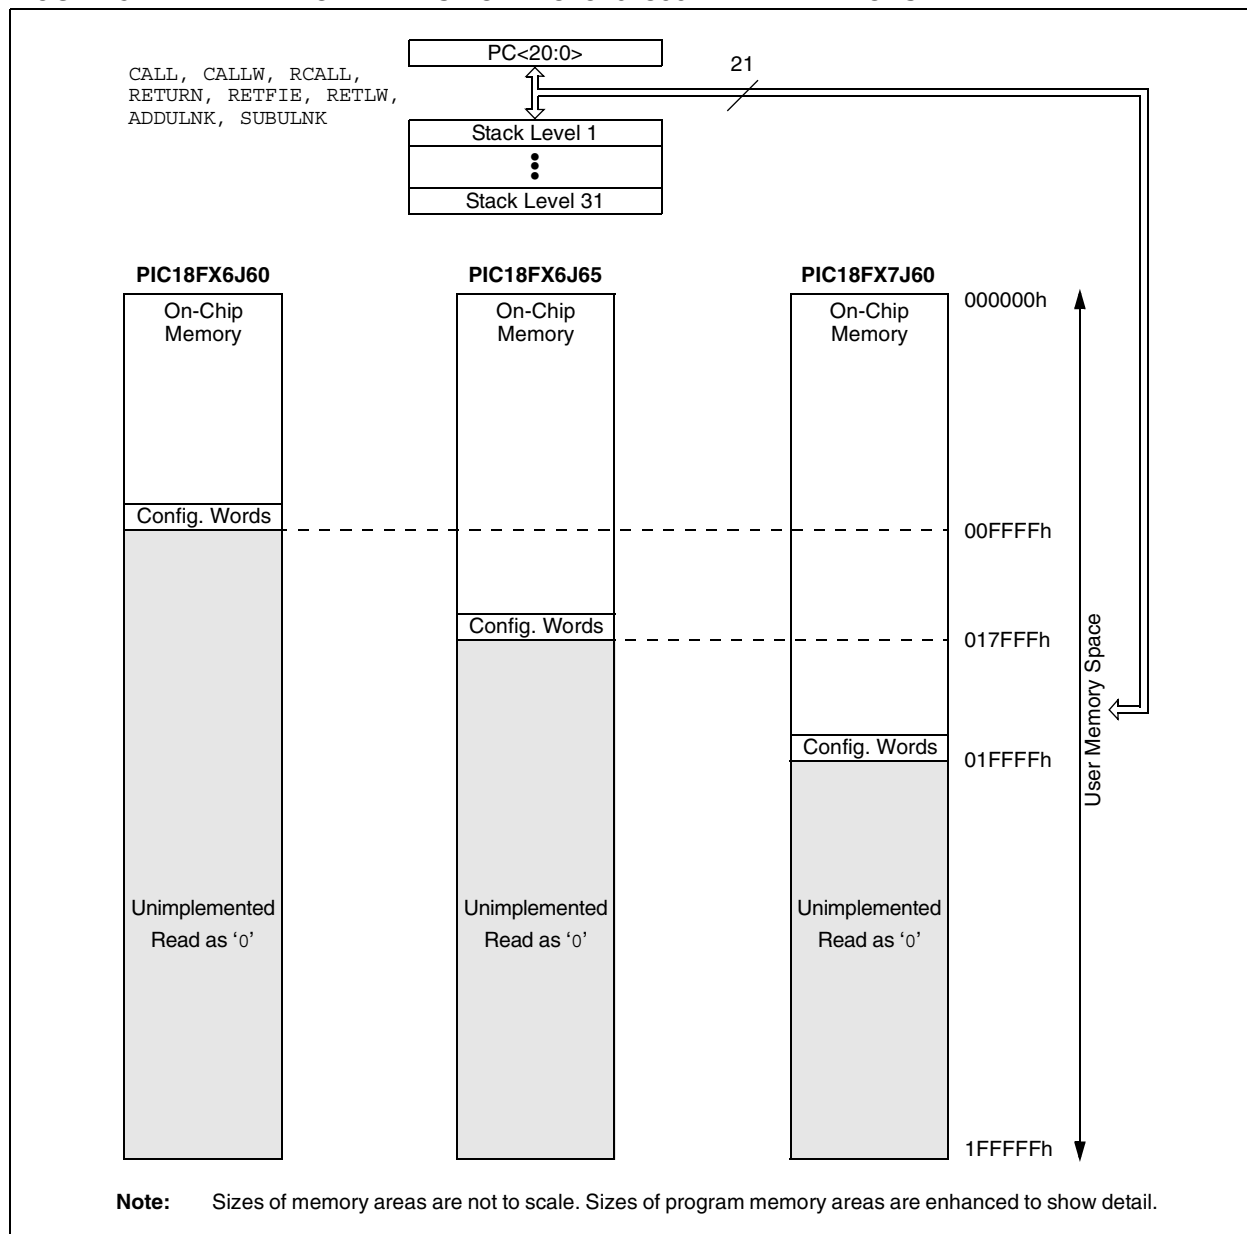 PC<20:0>
21
CALL, CALLW, RCALL,
RETURN, RETFIE, RETLW,
ADDULNK, SUBULNK
Stack Level 1
Stack Level 31
PIC18FX6J60
PIC18FX6J65
PIC18FX7J60
On-Chip
Memory
On-Chip
Memory
On-Chip
Memory
000000h
Config. Words
00FFFFh
Config. Words
017FFFh
Config. Words
01FFFFh
User Memory Space
Unimplemented
Read as ‘0’
Unimplemented
Read as ‘0’
Unimplemented
Read as ‘0’
1FFFFFh
Note: Sizes of memory areas are not to scale. Sizes of program memory areas are enhanced to show detail.